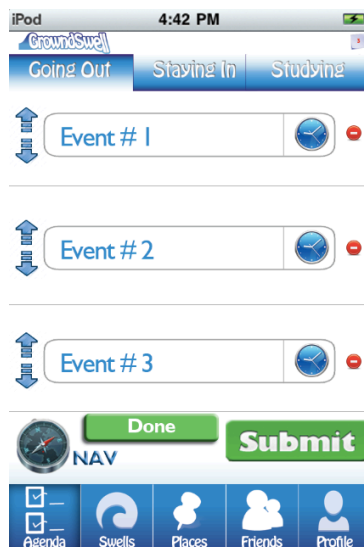 iPod 4:42 PM
GroundSwell
Going Out Staying In Studying
Event # 1
Event # 2
Event # 3
Done
NAV Submit
Agenda Swells Places Friends Profile